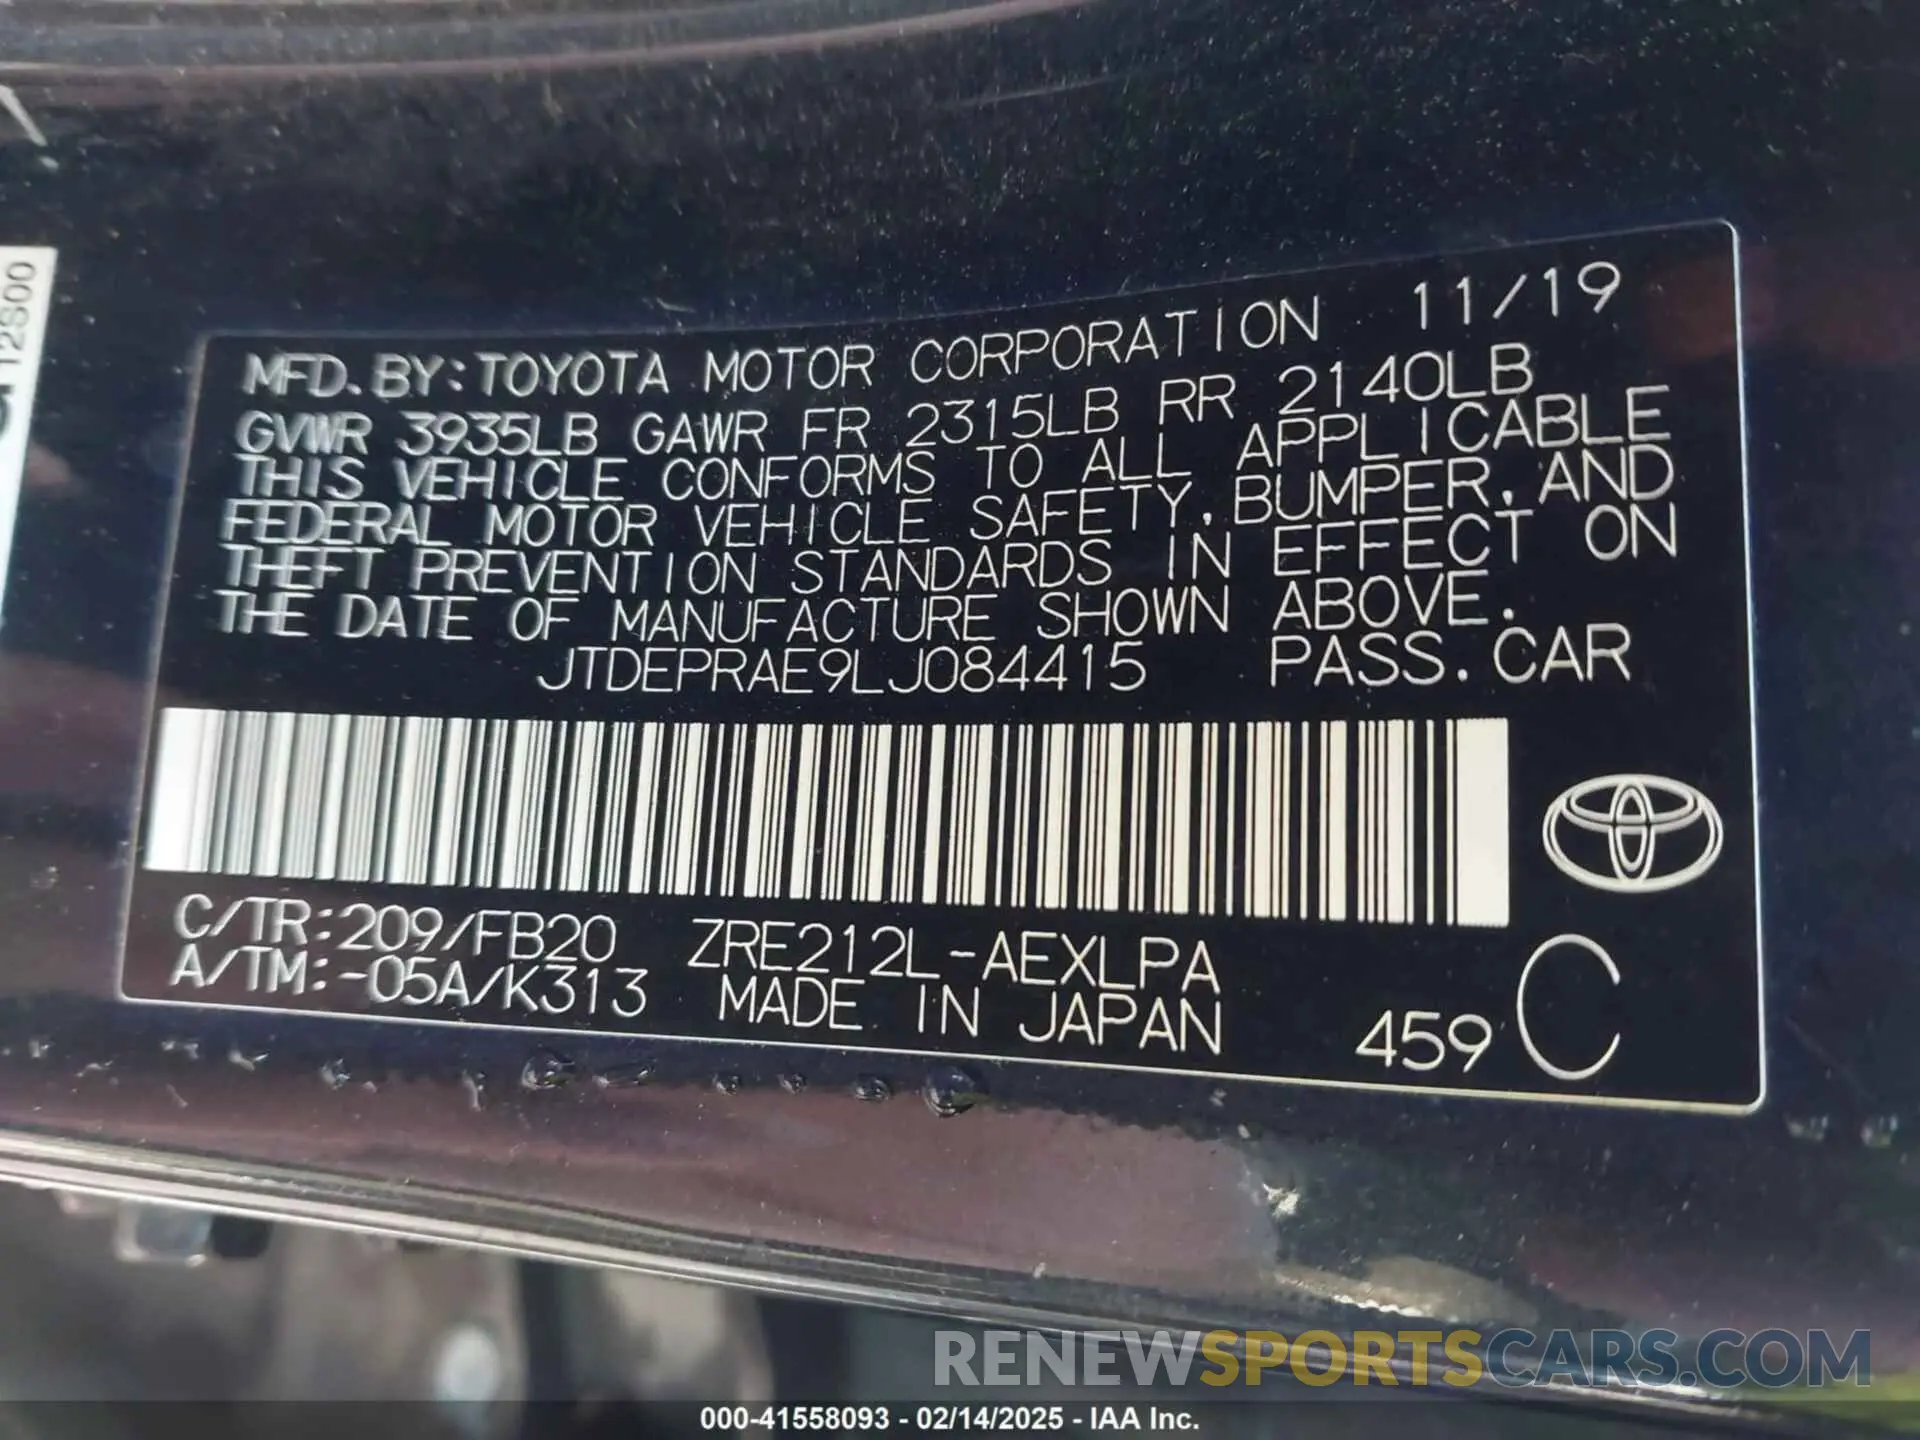 12S00
MFD. BY: TOYOTA MOTOR CORPORATION 11/19
GVWR 3935LB GAWR FR 2315LB RR 2140LB
THIS VEHICLE CONFORMS TO ALL APPLICABLE
FEDERAL MOTOR VEHICLE SAFETY, BUMPER, AND
THEFT PREVENTION STANDARDS IN EFFECT ON
THE DATE OF MANUFACTURE SHOWN ABOVE.
JTDEPRAE9LJ084415 PASS. CAR
C/TR:209/FB20 ZRE212L-AEXLPA
A/TM:-05A/K313 MADE IN JAPAN 459 C
RENEWSPORTSCARS.COM
000-41558093 - 02/14/2025 - IAA Inc.